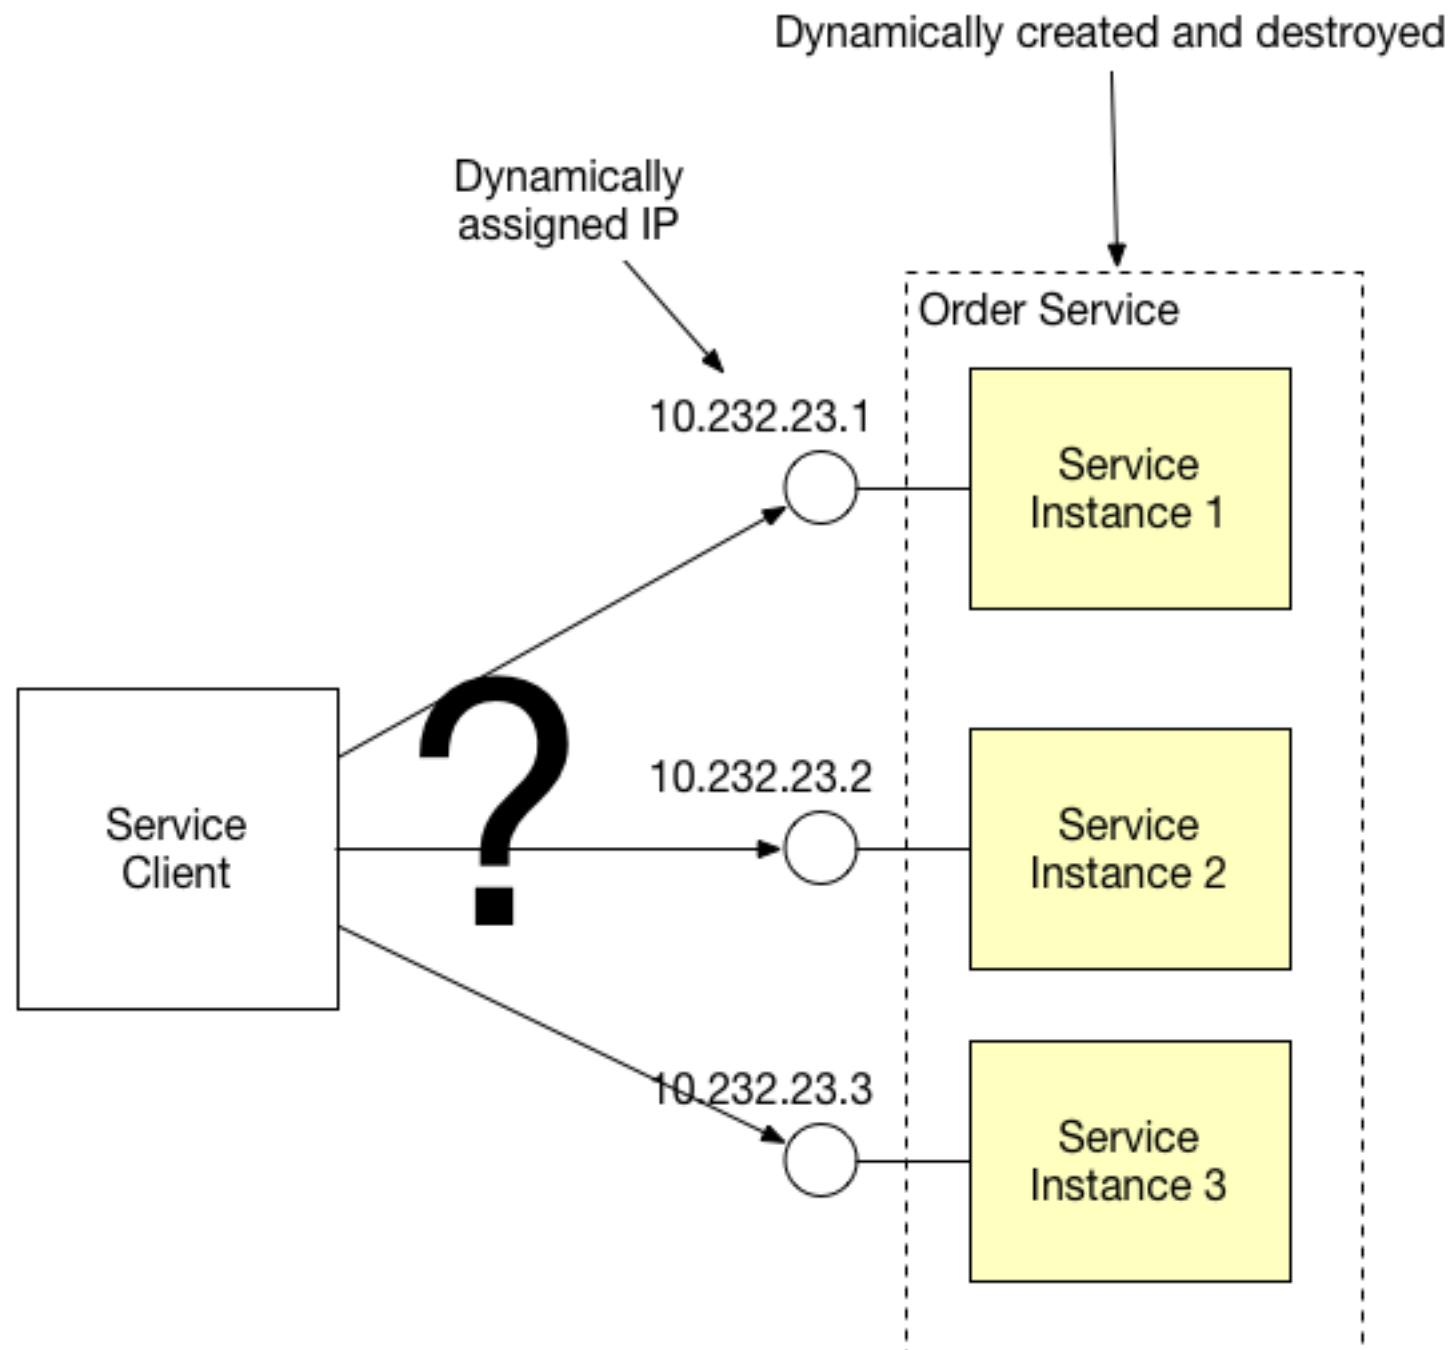 Dynamically created and destroyed
Dynamically
assigned IP
Order Service
10.232.23.1
Service
Instance 1
10.232.23.2
Service
Instance 2
Service
Client
?
10.232.23.3
Service
Instance 3